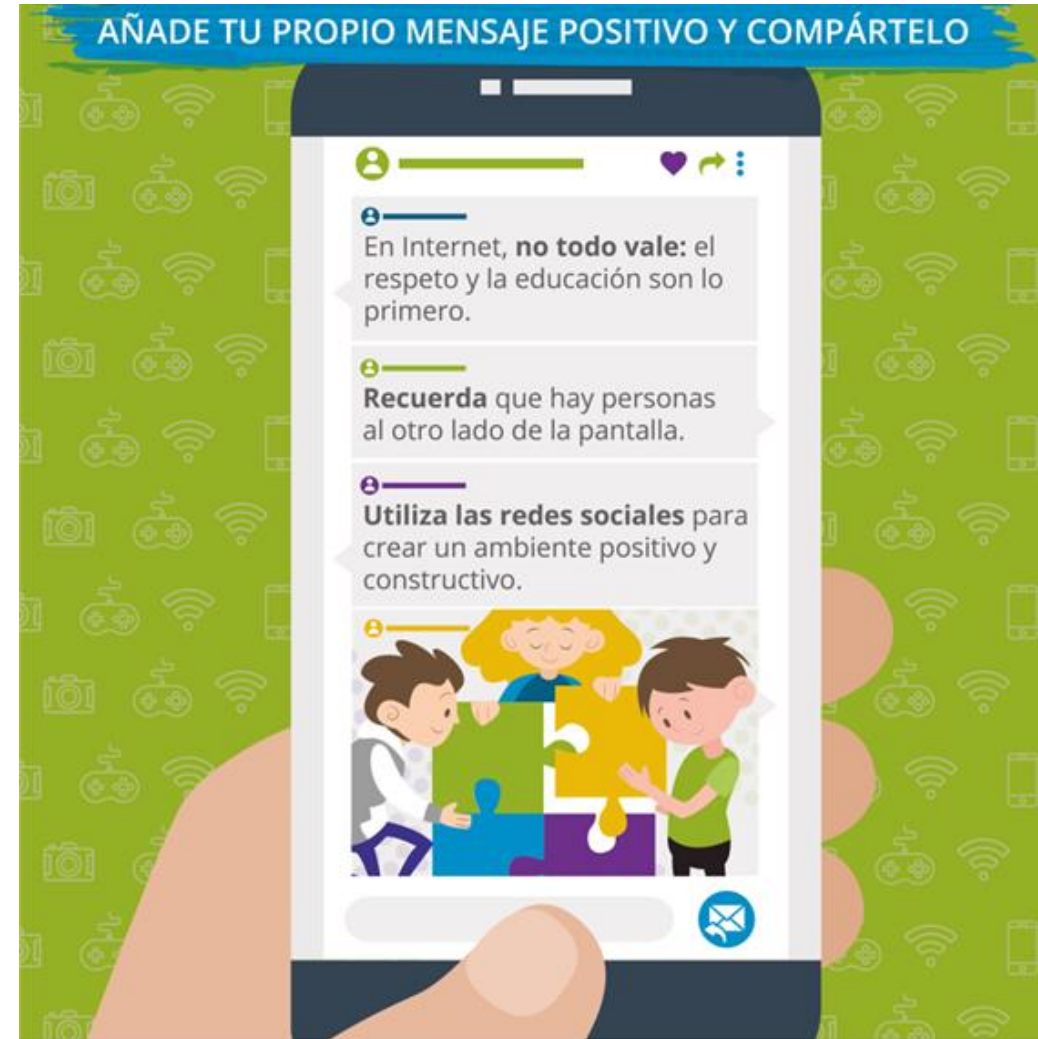 AÑADE TU PROPIO MENSAJE POSITIVO Y COMPÁRTELO
En Internet, no todo vale: el
respeto y la educación son lo
primero.
Recuerda que hay personas
al otro lado de la pantalla.
Utiliza las redes sociales para
crear un ambiente positivo y
constructivo.